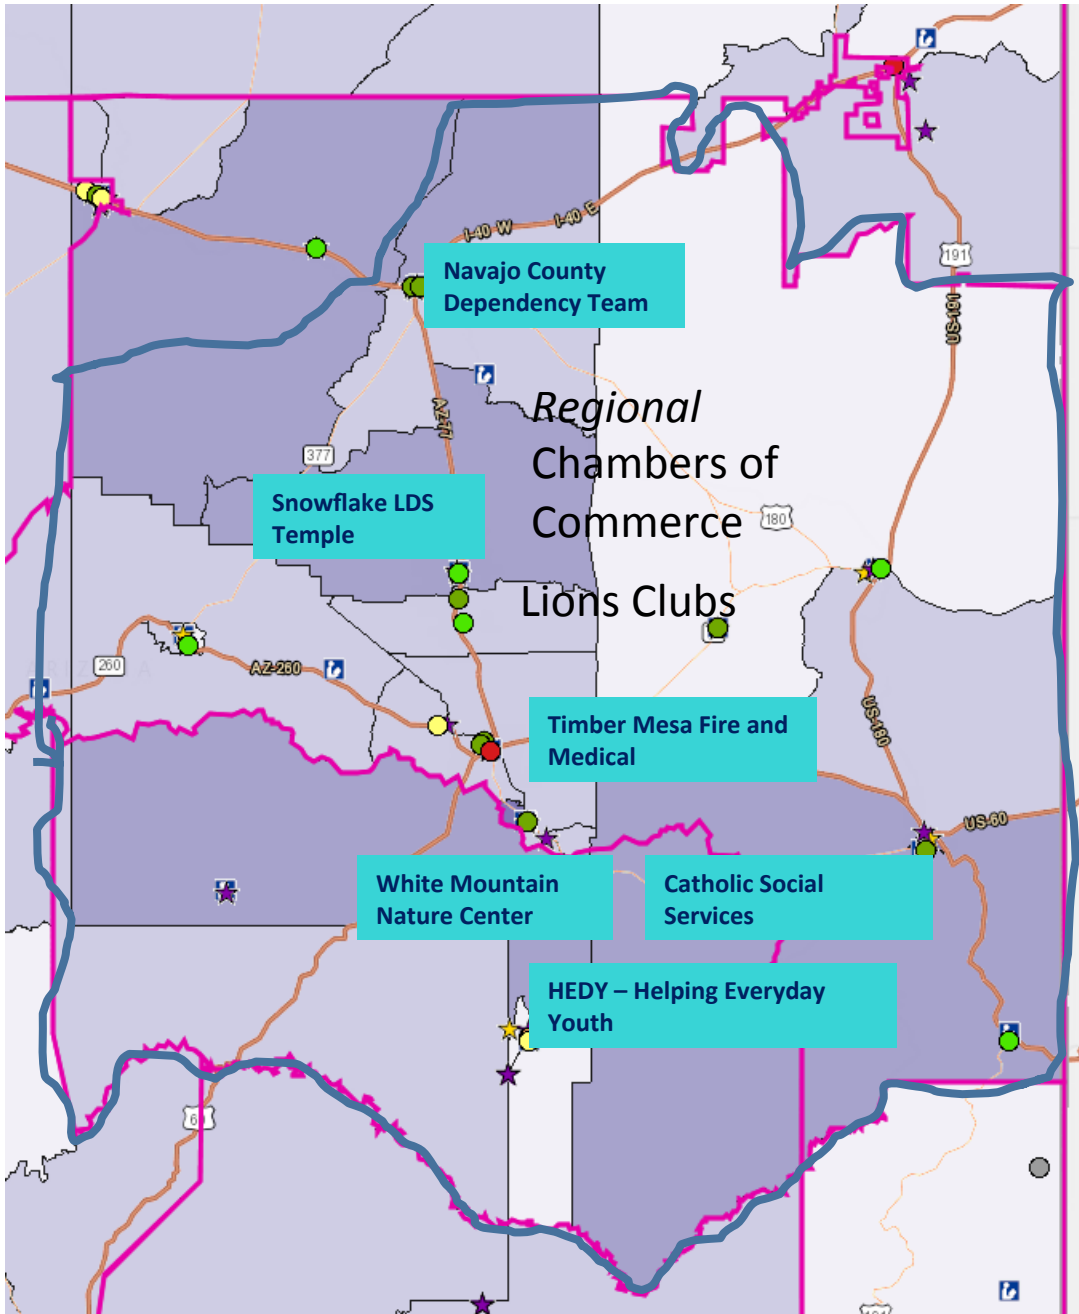 I-40 W
I-40 E
191
Navajo County
Dependency Team
US-191
Regional
Chambers of
Commerce
AZ-77
377
Snowflake LDS
Temple
180
Lions Clubs
260
AZ-260
Timber Mesa Fire and
Medical
US-180
US-60
White Mountain
Nature Center
Catholic Social
Services
HEDY – Helping Everyday
Youth